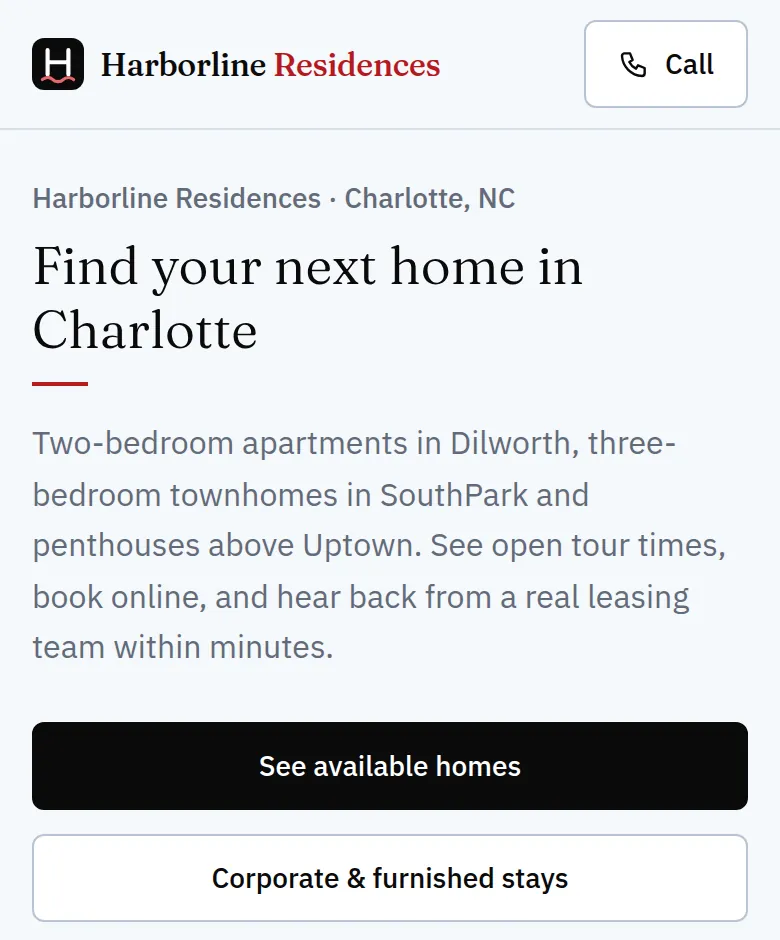 H
Harborline Residences
Call
Harborline Residences · Charlotte, NC
Find your next home in
Charlotte
Two-bedroom apartments in Dilworth, three-
bedroom townhomes in SouthPark and
penthouses above Uptown. See open tour times,
book online, and hear back from a real leasing
team within minutes.
See available homes
Corporate & furnished stays